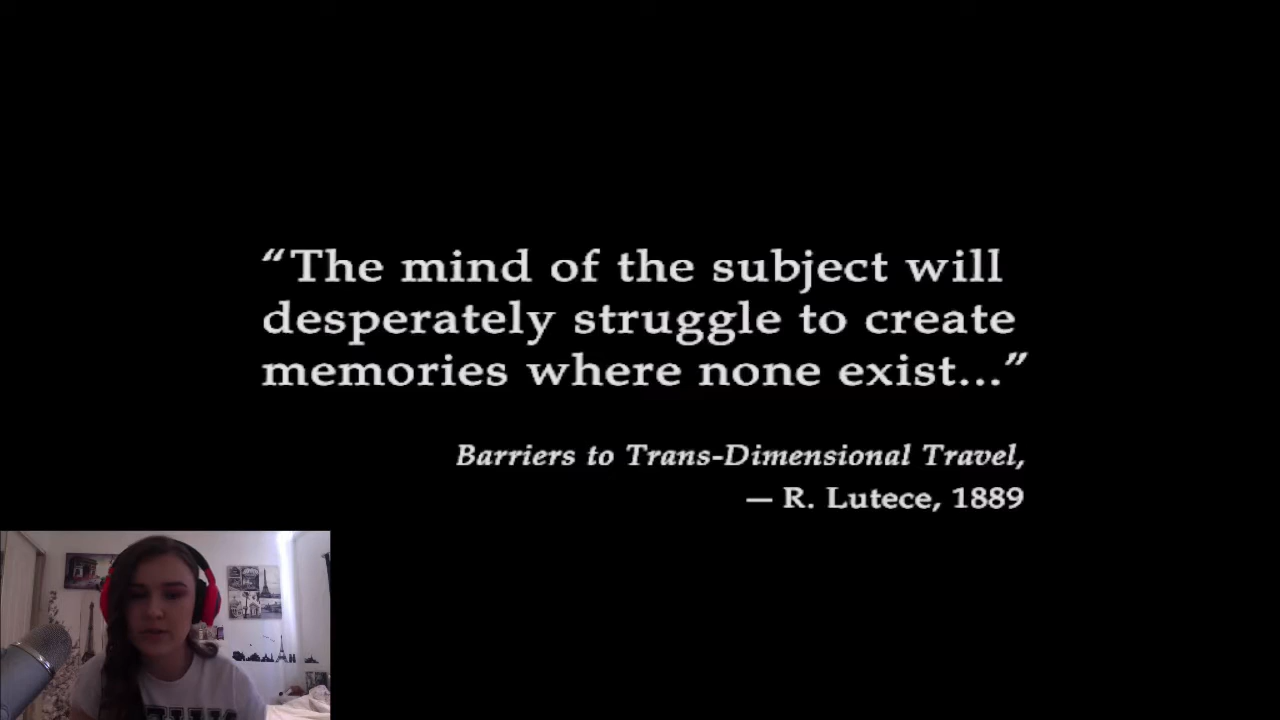 “The mind of the subject will
desperately struggle to create
memories where none exist...”
Barriers to Trans-Dimensional Travel,
— R. Lutece, 1889